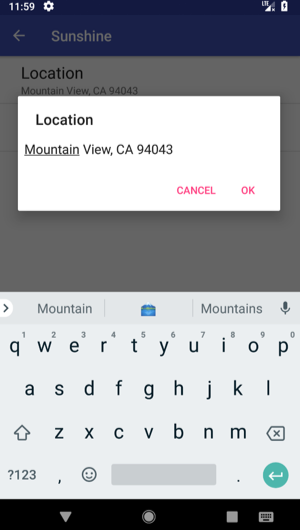 11:59
LTE
Sunshine
Location
Mountain View, CA 94043
Location
Mountain View, CA 94043
CANCEL OK
Mountain Mountains
1 2 3 4 5 6 7 8 9 0
q w e r t y u i o p
a s d f g h j k l
z x c v b n m
?123 , .